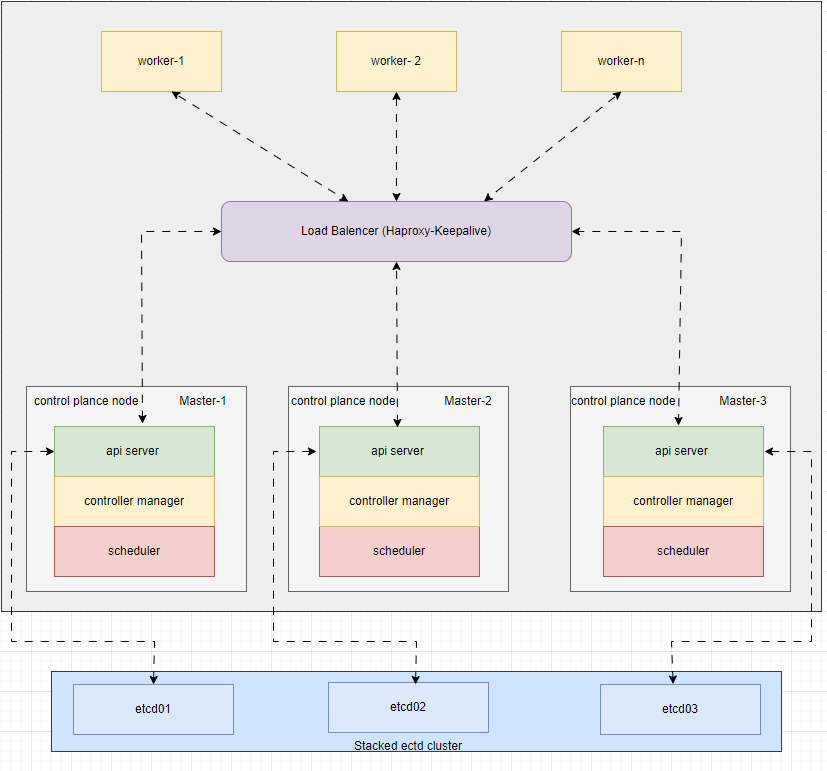 worker-1
worker- 2
worker-n
Load Balencer (Haproxy-Keepalive)
control plance node
Master-1
control plance node
Master-2
control plance node
Master-3
api server
api server
api server
controller manager
controller manager
controller manager
scheduler
scheduler
scheduler
etcd01
etcd02
etcd03
Stacked ectd cluster